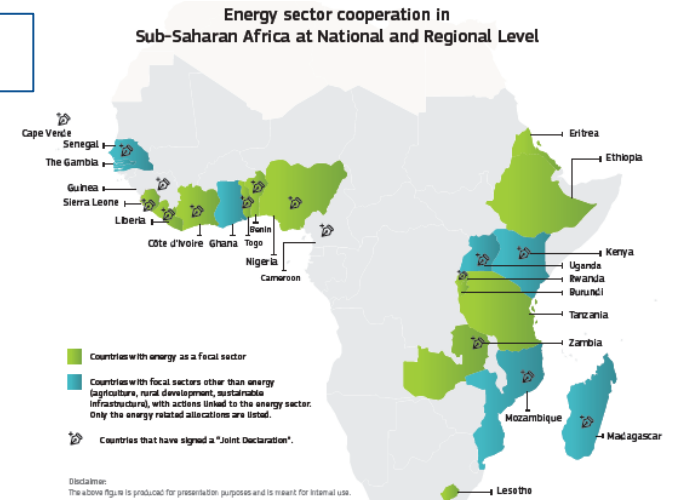 Energy sector cooperation in
Sub-Saharan Africa at National and Regional Level
Cape Verde
Senegal
The Gambia
Guinea
Sierra Leone
Liberia
Côte d'Ivoire
Ghana
Togo
Benin
Nigeria
Cameroon
Eritrea
Ethiopia
Kenya
Uganda
Rwanda
Burundi
Tanzania
Zambia
Mozambique
Madagascar
Lesotho
Countries with energy as a focal sector
Countries with focal sectors other than energy
(agriculture, rural development, sustainable
infrastructure), with actions linked to the energy sector.
Only the energy related allocations are listed.
Countries that have signed a "Joint Declaration".
Disclaimer:
The above figure is produced for presentation purposes and is meant for internal use.